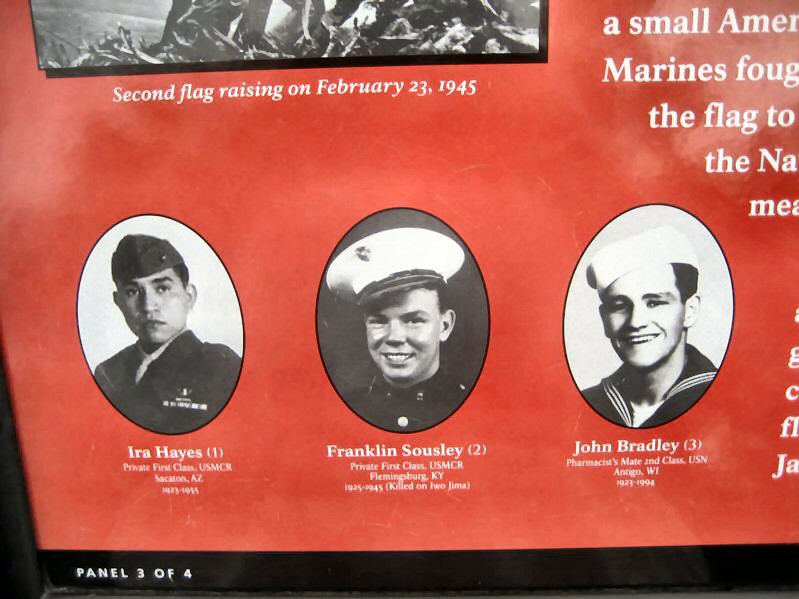 Second flag raising on February 23, 1945
a small Amer
Marines foug
the flag to
the Na
mea
a
g
c
fl
Ja
Ira Hayes (1)
Private First Class, USMCR
Sacaton, AZ
1923-1955
Franklin Sousley (2)
Private First Class, USMCR
Flemingsburg, KY
1925-1945 (Killed on Iwo Jima)
John Bradley (3)
Pharmacist's Mate 2nd Class, USN
Antigo, WI
1923-1994
PANEL 3 OF 4